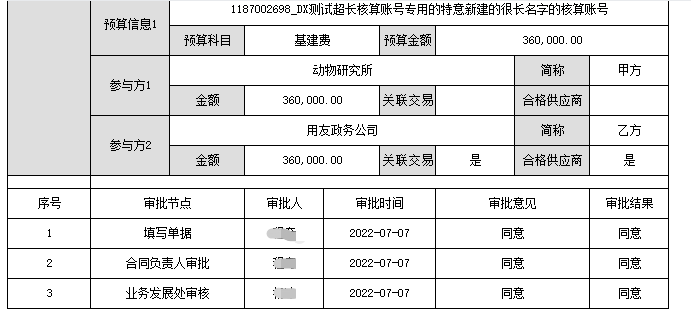 1187002698_DX测试超长核算账号专用的特意新建的很长名字的核算账号
预算信息1
预算科目 基建费 预算金额 360,000.00
动物研究所 简称 甲方
参与方1
金额 360,000.00 关联交易 合格供应商
用友政务公司 简称 乙方
参与方2
金额 360,000.00 关联交易 是 合格供应商 是
序号 审批节点 审批人 审批时间 审批意见 审批结果
1 填写单据 2022-07-07 同意 同意
2 合同负责人审批 2022-07-07 同意 同意
3 业务发展处审核 2022-07-07 同意 同意